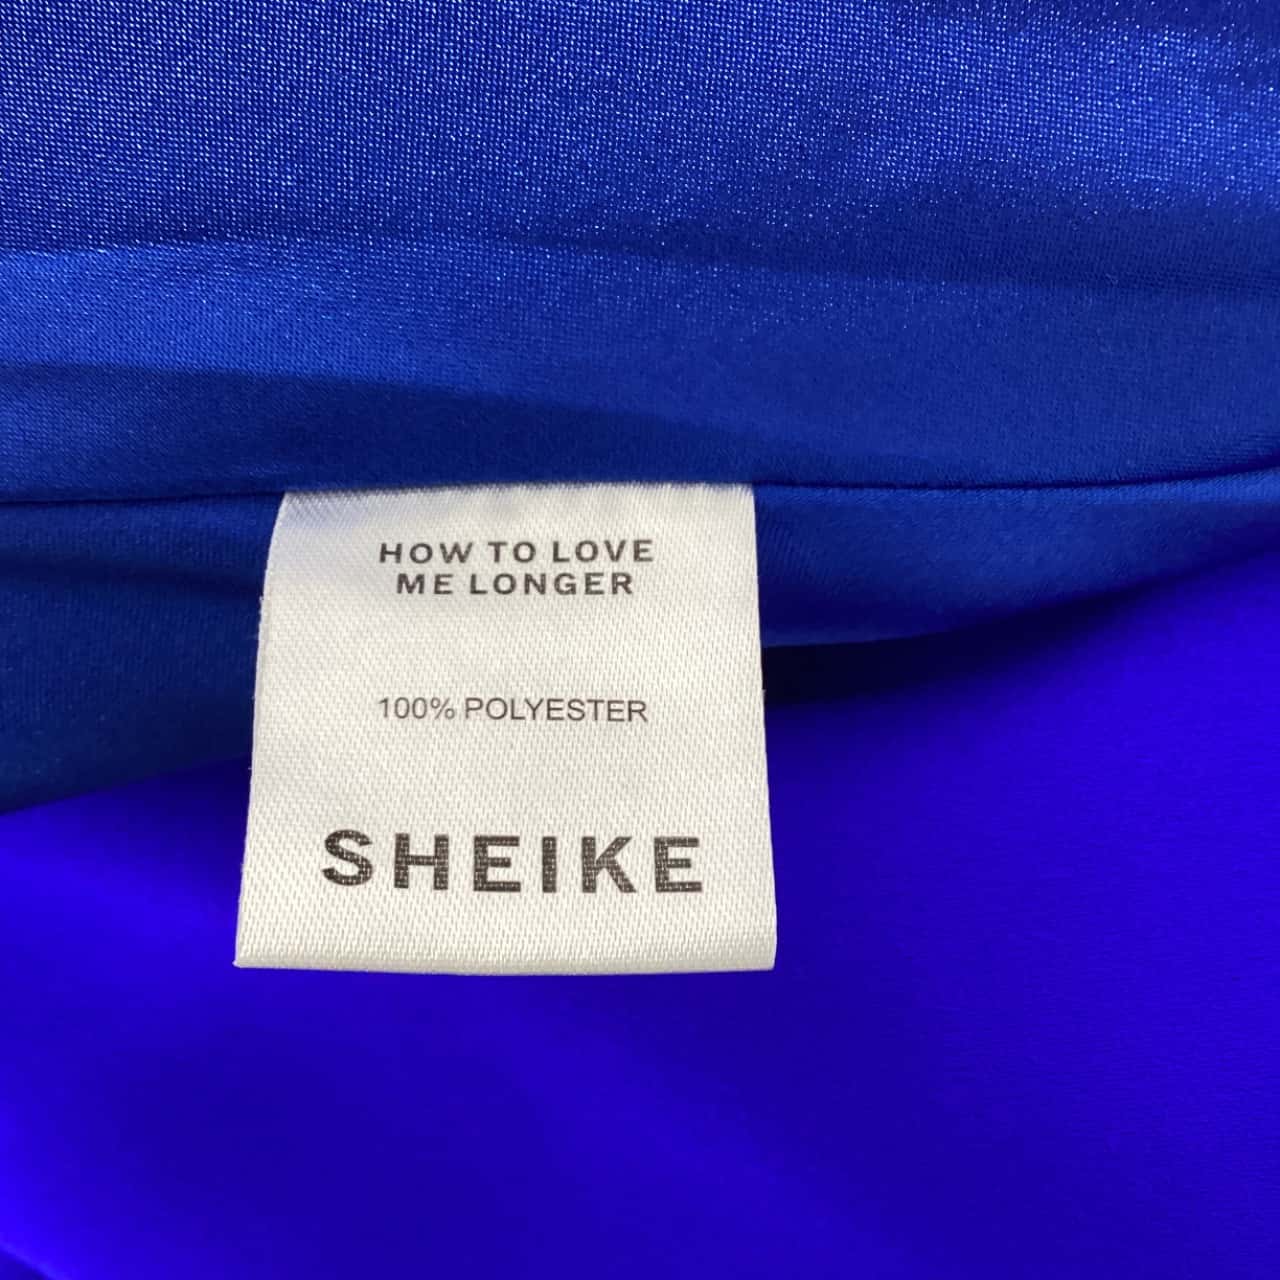 HOW TO LOVE
ME LONGER
100% POLYESTER
SHEIKE